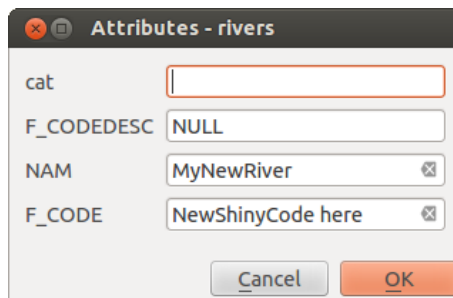 Attributes - rivers
cat
F_CODEDESC NULL
NAM MyNewRiver
F_CODE NewShinyCode here
Cancel OK